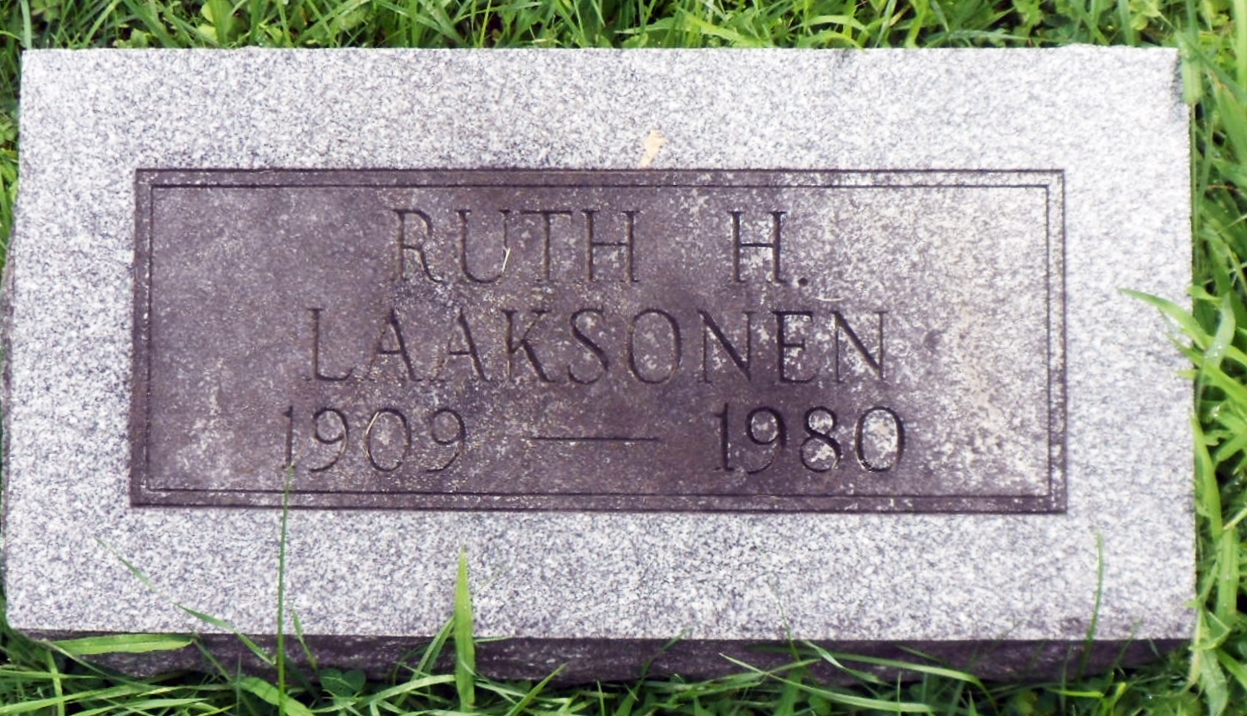 RUTH H.
LAAKSONEN
1909 — 1980